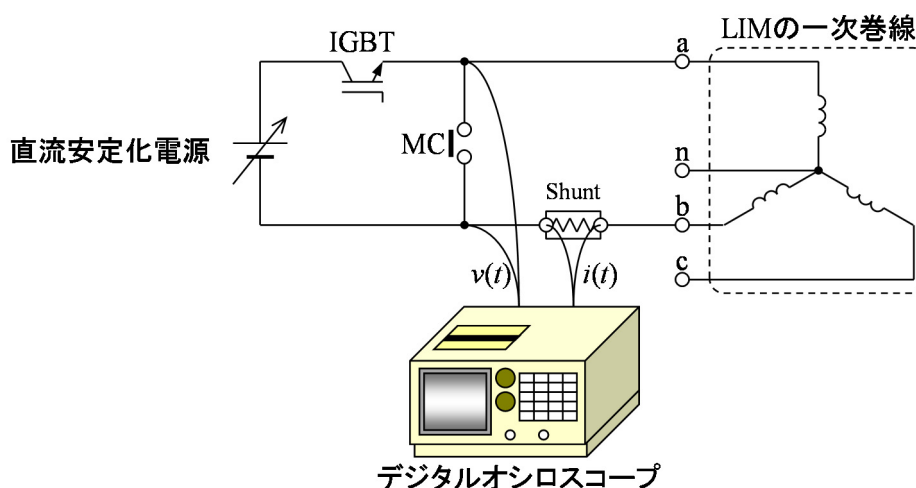 LIMの一次巻線
IGBT
a
直流安定化電源
MC
n
Shunt
b
v(t)
i(t)
c
デジタルオシロスコープ